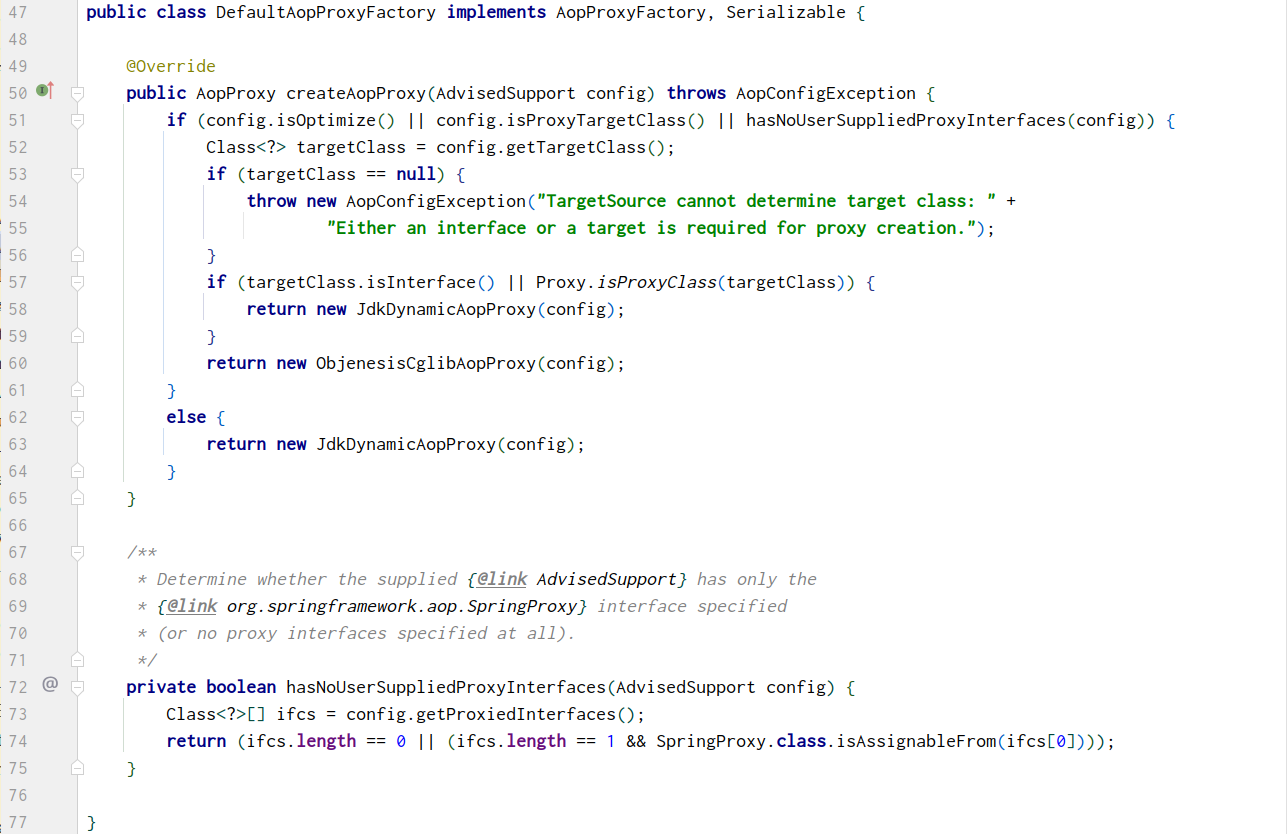 47 public class DefaultAopProxyFactory implements AopProxyFactory, Serializable {
48
49     @Override
50     public AopProxy createAopProxy(AdvisedSupport config) throws AopConfigException {
51         if (config.isOptimize() || config.isProxyTargetClass() || hasNoUserSuppliedProxyInterfaces(config)) {
52             Class<?> targetClass = config.getTargetClass();
53             if (targetClass == null) {
54                 throw new AopConfigException("TargetSource cannot determine target class: " +
55                         "Either an interface or a target is required for proxy creation.");
56             }
57             if (targetClass.isInterface() || Proxy.isProxyClass(targetClass)) {
58                 return new JdkDynamicAopProxy(config);
59             }
60             return new ObjenesisCglibAopProxy(config);
61         }
62         else {
63             return new JdkDynamicAopProxy(config);
64         }
65     }
66
67     /**
68      * Determine whether the supplied {@link AdvisedSupport} has only the
69      * {@link org.springframework.aop.SpringProxy} interface specified
70      * (or no proxy interfaces specified at all).
71      */
72 @   private boolean hasNoUserSuppliedProxyInterfaces(AdvisedSupport config) {
73         Class<?>[] ifcs = config.getProxiedInterfaces();
74         return (ifcs.length == 0 || (ifcs.length == 1 && SpringProxy.class.isAssignableFrom(ifcs[0])));
75     }
76
77 }